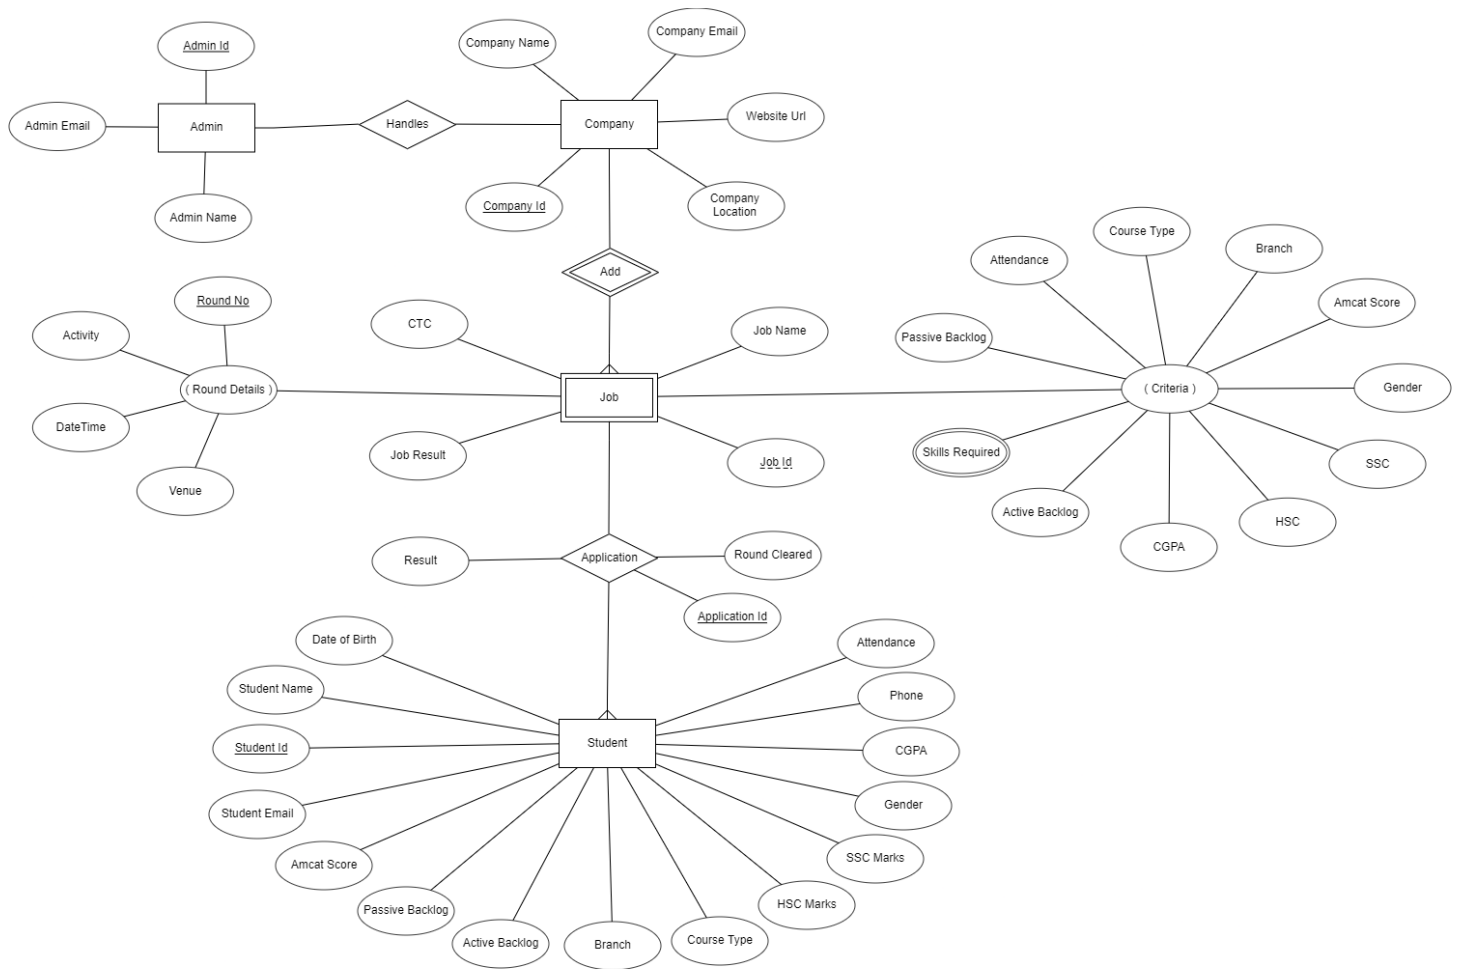 Admin Id
Company Name
Company Email
Admin Email
Admin
Handles
Company
Website Url
Admin Name
Company Id
Company
Location
Add
Course Type
Branch
Attendance
Round No
Activity
CTC
Job Name
Passive Backlog
Amcat Score
( Round Details )
Job
( Criteria )
Gender
DateTime
Job Result
Job Id
Skills Required
SSC
Venue
Active Backlog
HSC
CGPA
Result
Application
Round Cleared
Application Id
Date of Birth
Attendance
Student Name
Phone
Student Id
Student
CGPA
Student Email
Gender
Amcat Score
SSC Marks
Passive Backlog
HSC Marks
Active Backlog
Branch
Course Type